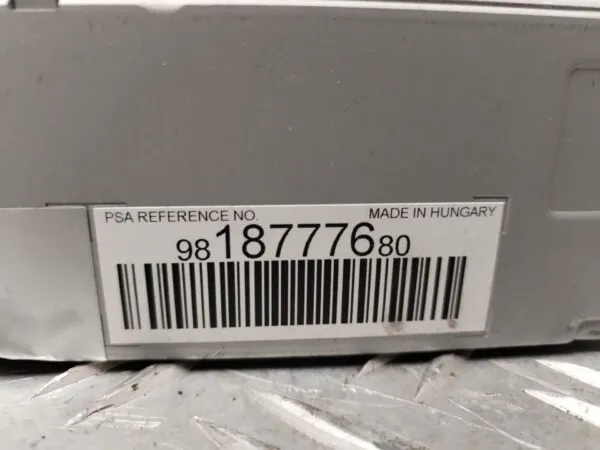 PSA REFERENCE NO. MADE IN HUNGARY
9818777680